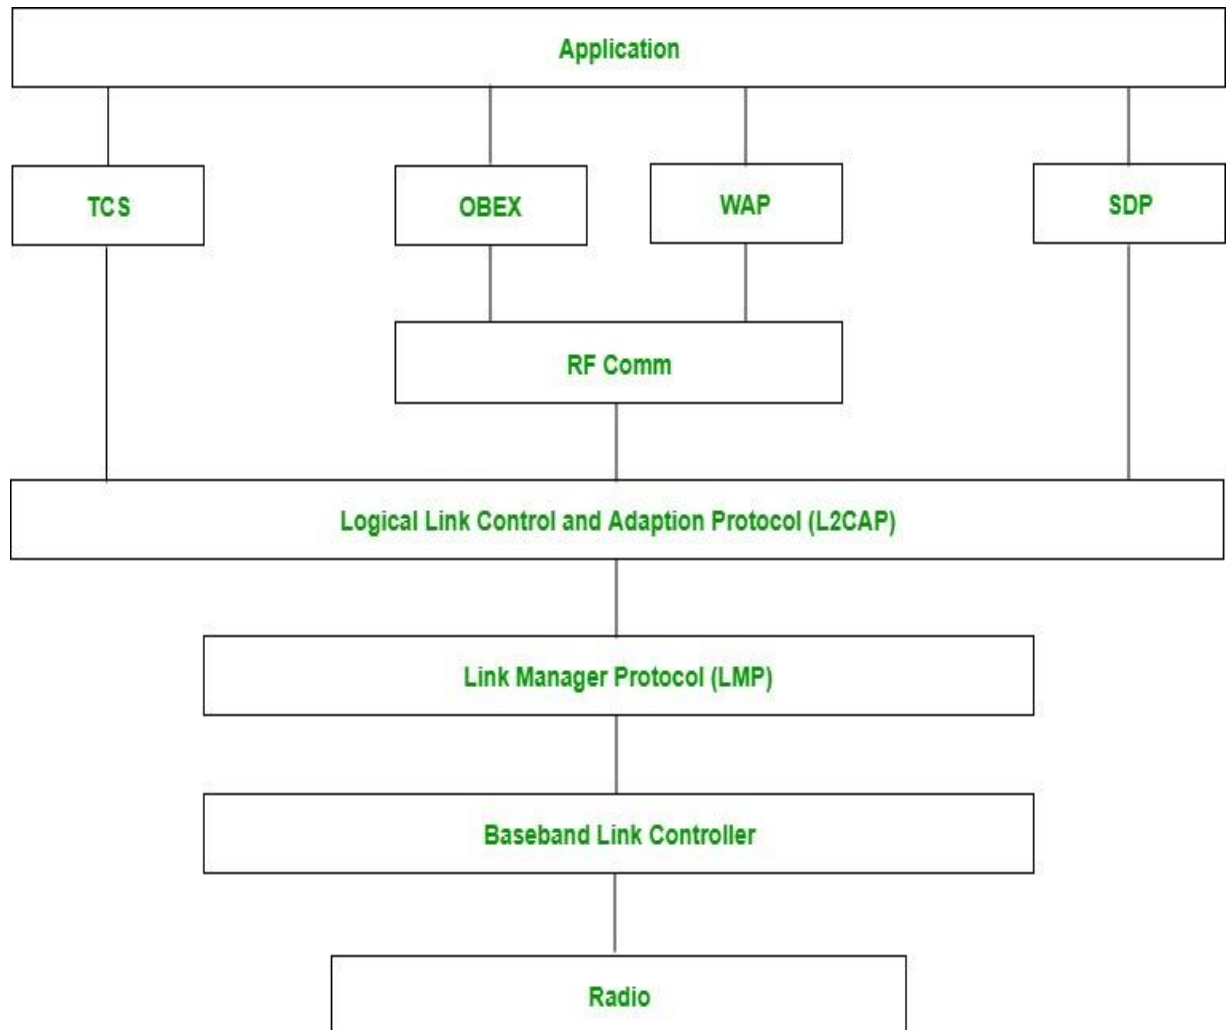 Application
TCS
OBEX
WAP
SDP
RF Comm
Logical Link Control and Adaption Protocol (L2CAP)
Link Manager Protocol (LMP)
Baseband Link Controller
Radio